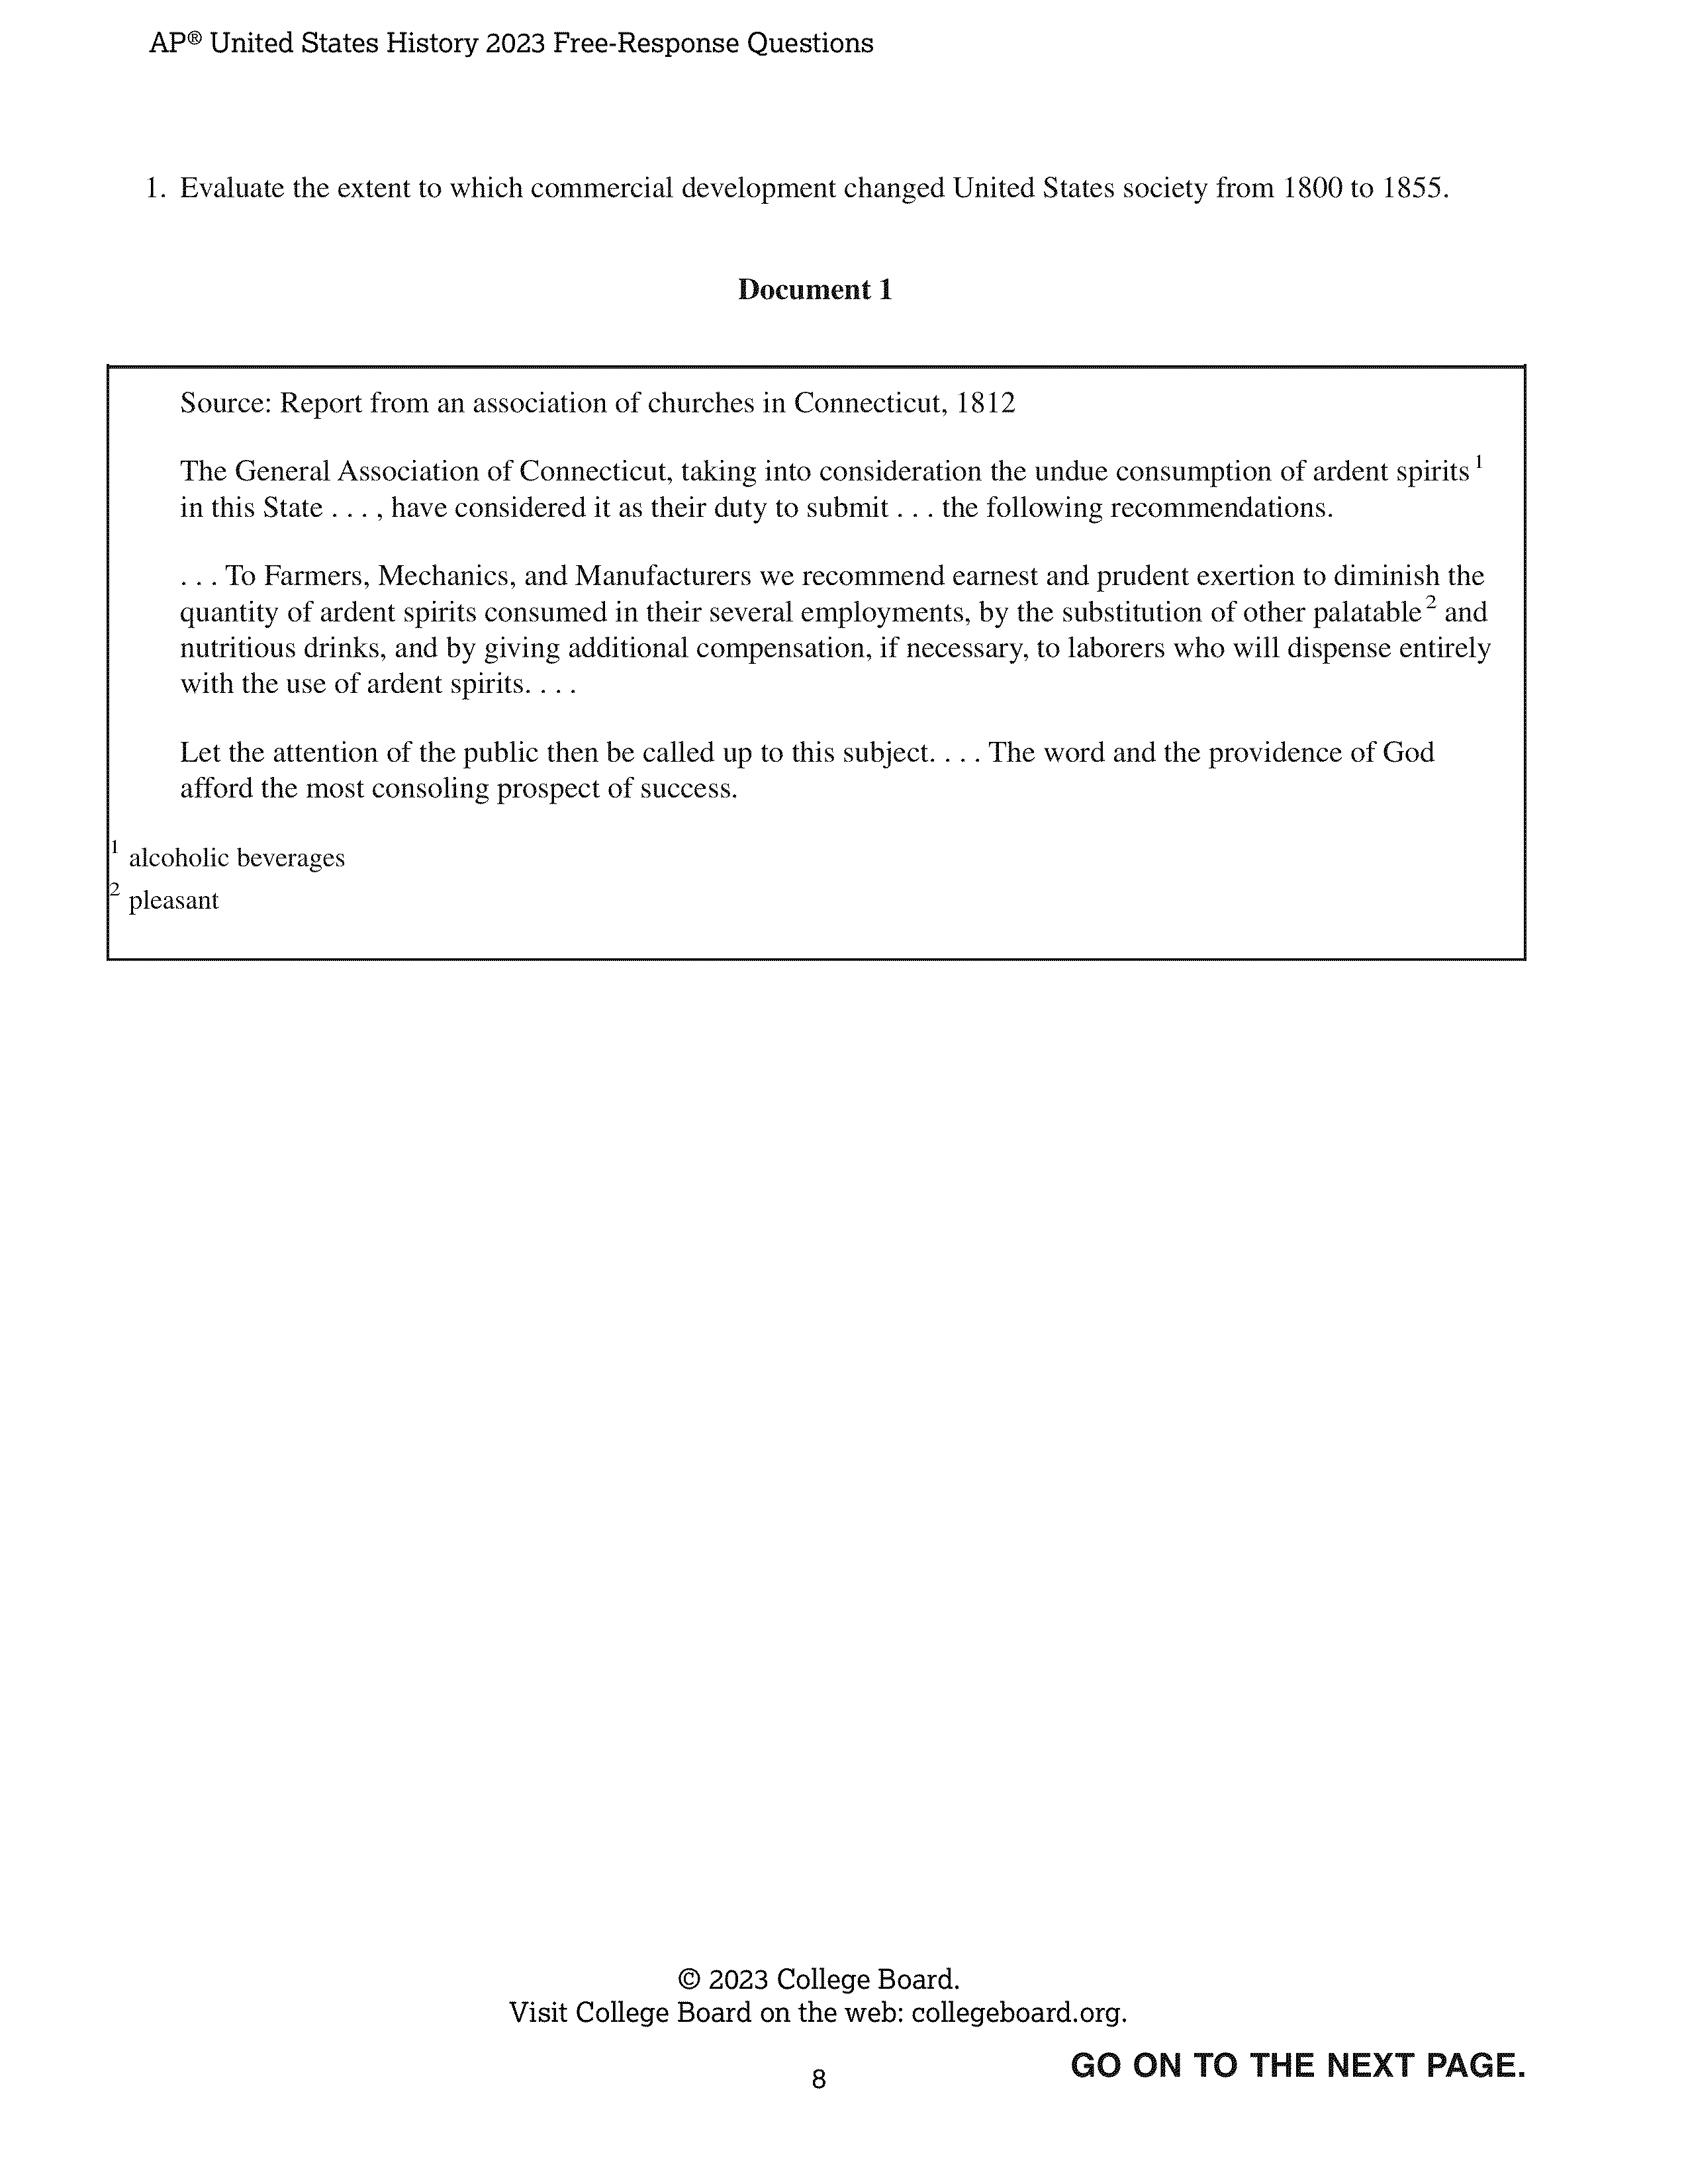 AP® United States History 2023 Free-Response Questions
1. Evaluate the extent to which commercial development changed United States society from 1800 to 1855.
Document 1
Source: Report from an association of churches in Connecticut, 1812
The General Association of Connecticut, taking into consideration the undue consumption of ardent spirits 1
in this State . . . , have considered it as their duty to submit . . . the following recommendations.
. . . To Farmers, Mechanics, and Manufacturers we recommend earnest and prudent exertion to diminish the
quantity of ardent spirits consumed in their several employments, by the substitution of other palatable 2 and
nutritious drinks, and by giving additional compensation, if necessary, to laborers who will dispense entirely
with the use of ardent spirits. . . .
Let the attention of the public then be called up to this subject. . . . The word and the providence of God
afford the most consoling prospect of success.
1 alcoholic beverages
2 pleasant
© 2023 College Board.
Visit College Board on the web: collegeboard.org.
GO ON TO THE NEXT PAGE.
8